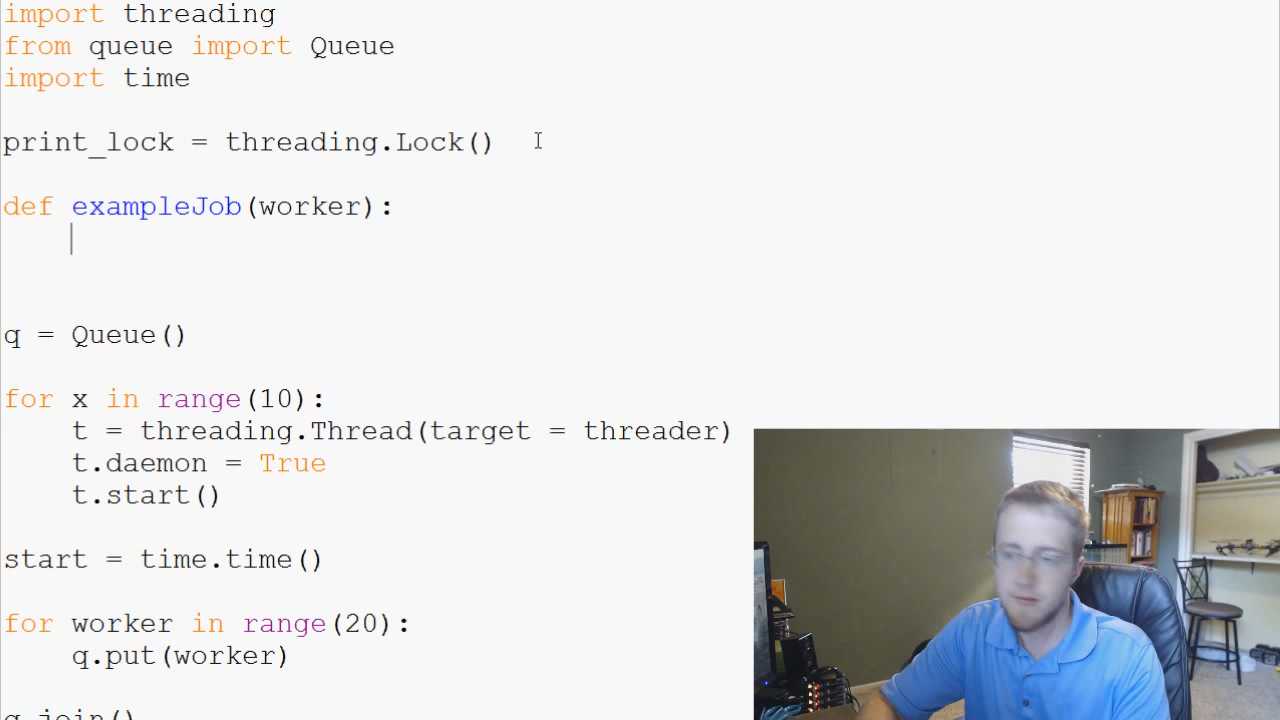 import threading
from queue import Queue
import time
print_lock = threading.Lock()
def exampleJob(worker):
q = Queue()
for x in range(10):
t = threading.Thread(target = threader)
t.daemon = True
t.start()
start = time.time()
for worker in range(20):
q.put(worker)
q.join()